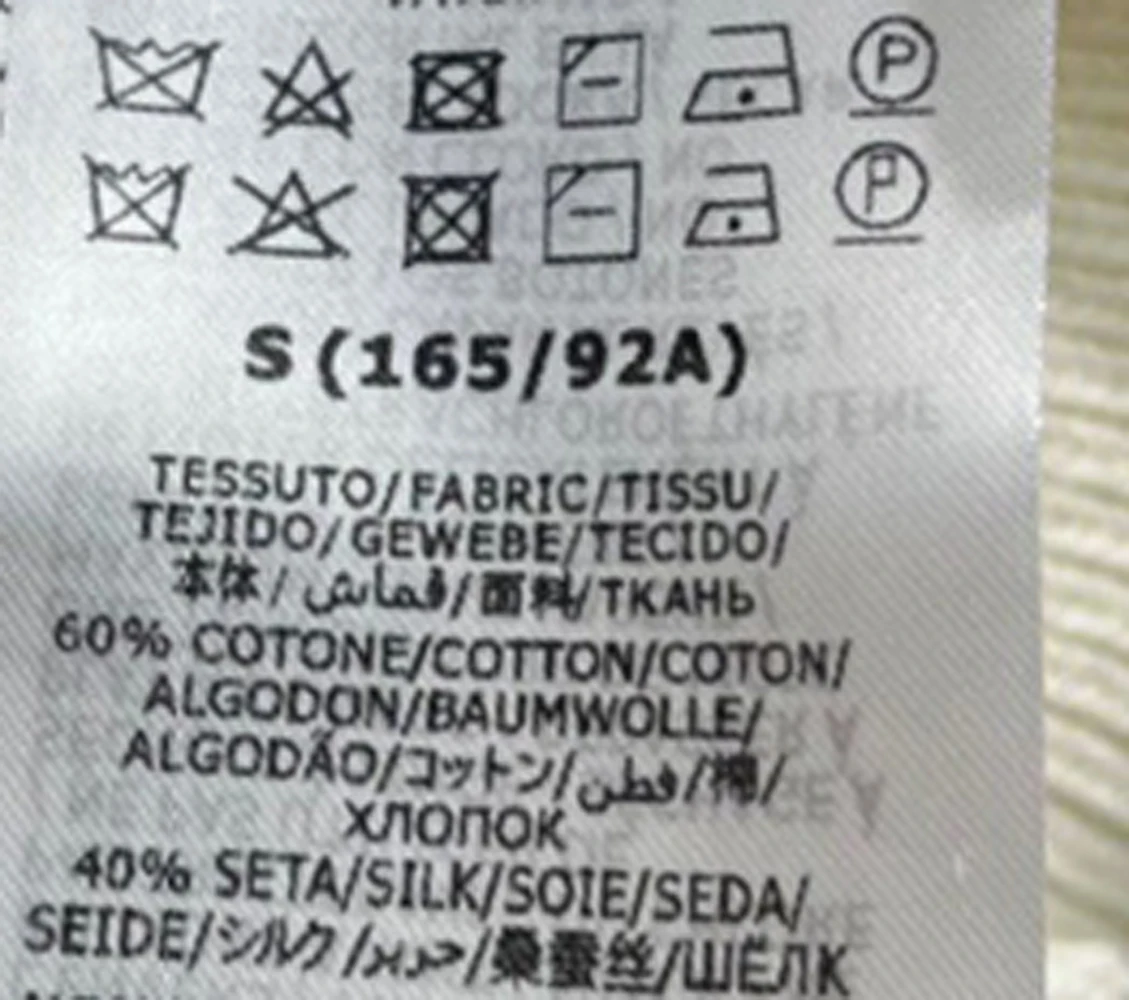 S (165/92A)
TESSUTO/FABRIC/TISSU/
TEJIDO/GEWEBE/TECIDO/
本体/قماش/面料/ТКАНЬ
60% COTONE/COTTON/COTON/
ALGODON/BAUMWOLLE/
ALGODÃO/コットン/قطن/棉/
ХЛОПОК
40% SETA/SILK/SOIE/SEDA/
SEIDE/シルク/حرير/桑蚕丝/ШЁЛК